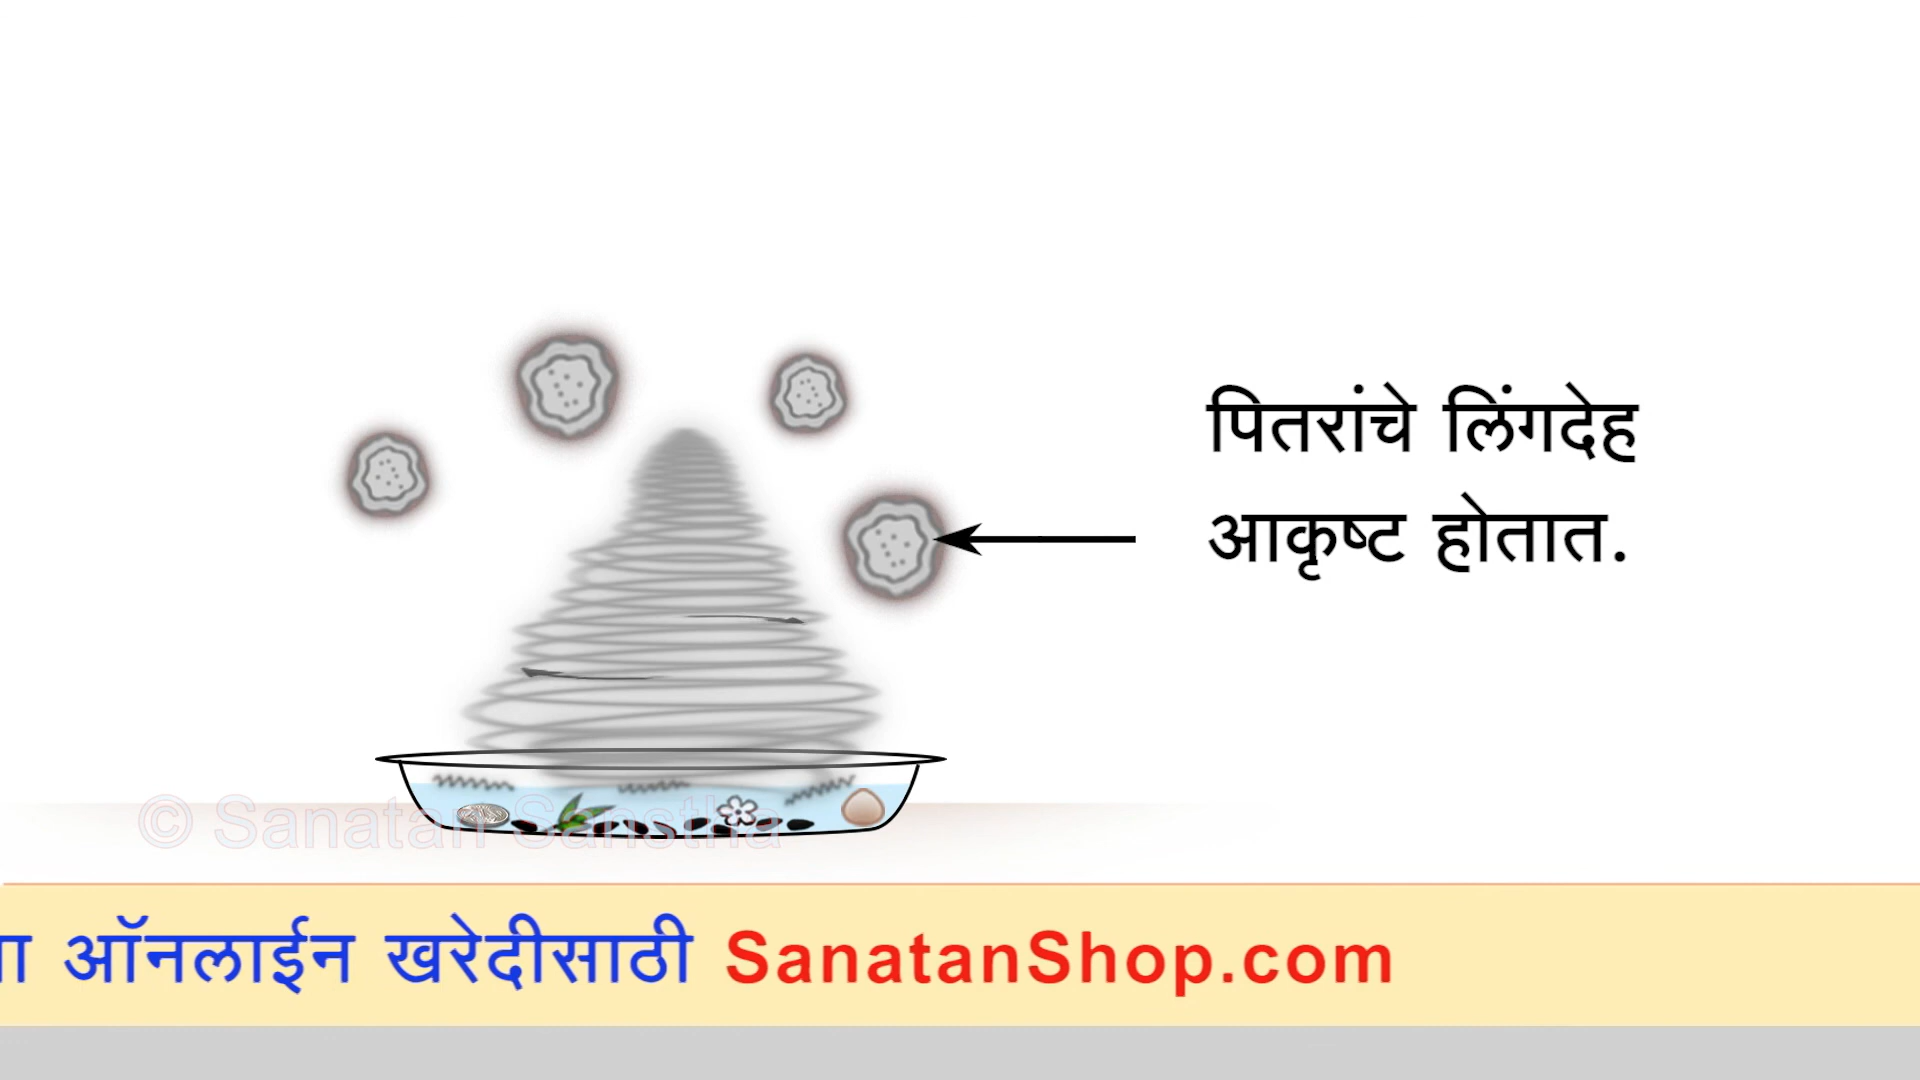 पितरांचे लिंगदेह
आकृष्ट होतात.
© Sanatan Sanstha
ऑनलाईन खरेदीसाठी SanatanShop.com